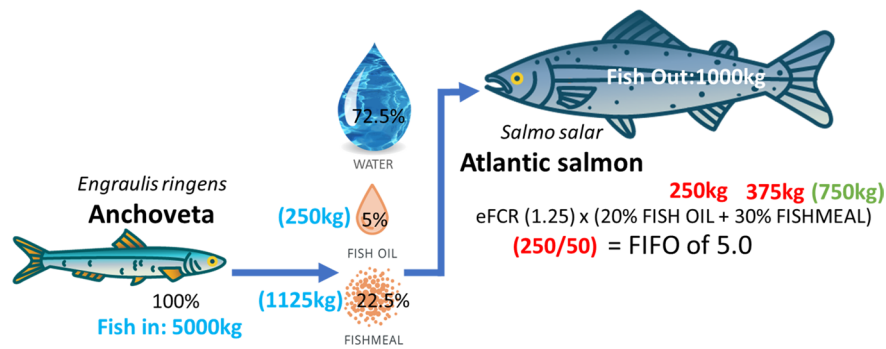 Engraulis ringens
Anchoveta
100%
Fish in: 5000kg
72.5%
WATER
(250kg)
5%
FISH OIL
(1125kg)
22.5%
FISHMEAL
Fish Out:1000kg
Salmo salar
Atlantic salmon
250kg 375kg (750kg)
eFCR (1.25) x (20% FISH OIL + 30% FISHMEAL)
(250/50) = FIFO of 5.0